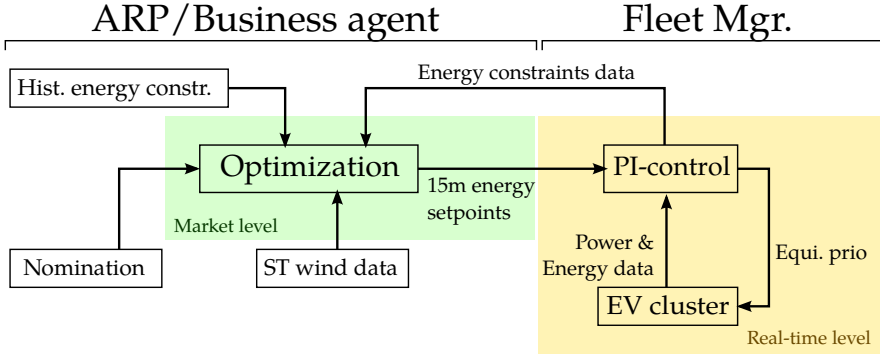 ARP/Business agent
Fleet Mgr.
Energy constraints data
Hist. energy constr.
Optimization
PI-control
15m energy
setpoints
Market level
Power &
Energy data
Equi. prio
Nomination
ST wind data
EV cluster
Real-time level